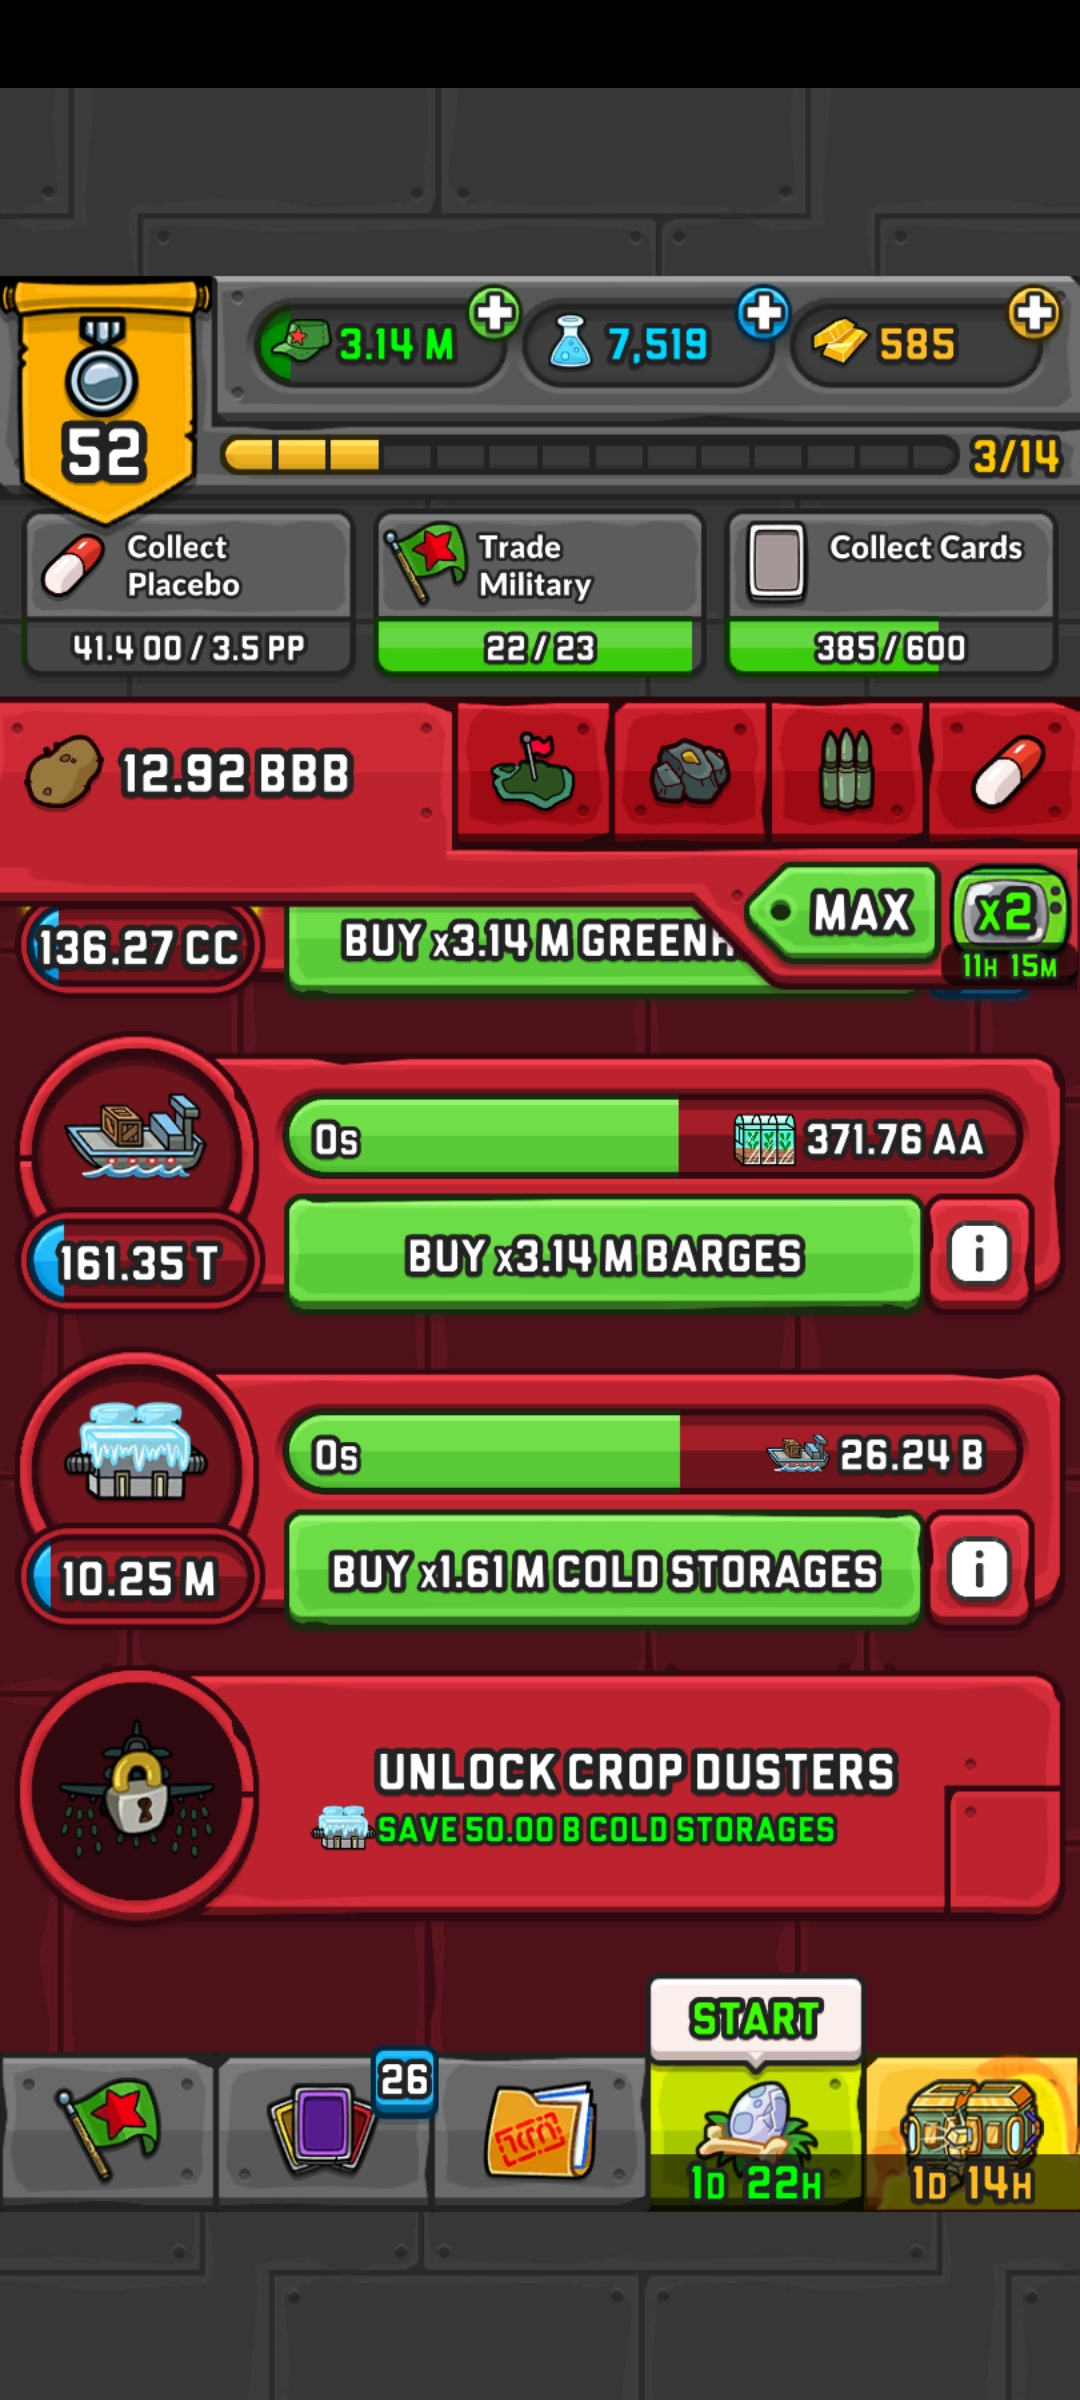 3.14 M
7,519
585
52
3/14
Collect
Placebo
41.4 OO / 3.5 PP
Trade
Military
22 / 23
Collect Cards
385 / 600
12.92 BBB
MAX
x2
11H 15M
136.27 CC
BUY x3.14 M GREENH
0s
371.76 AA
161.35 T
BUY x3.14 M BARGES
i
0s
26.24 B
10.25 M
BUY x1.61 M COLD STORAGES
i
UNLOCK CROP DUSTERS
SAVE 50.00 B COLD STORAGES
START
26
1D 22H
1D 14H